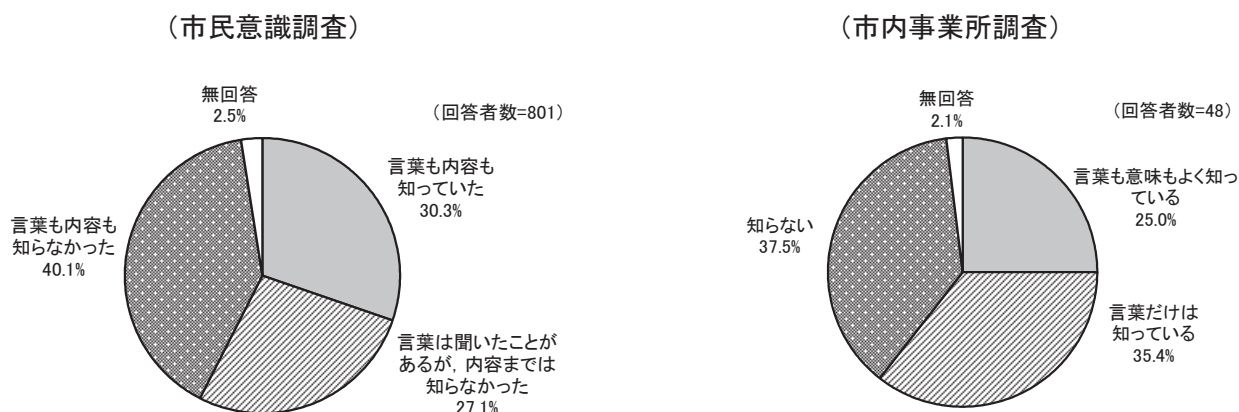 (市民意識調査)
無回答
2.5%
(回答者数=801)
言葉も内容も
知っていた
30.3%
言葉も内容も
知らなかった
40.1%
言葉は聞いたことが
あるが，内容までは
知らなかった
27.1%
(市内事業所調査)
無回答
2.1%
(回答者数=48)
言葉も意味もよく知っ
ている
25.0%
知らない
37.5%
言葉だけは
知っている
35.4%